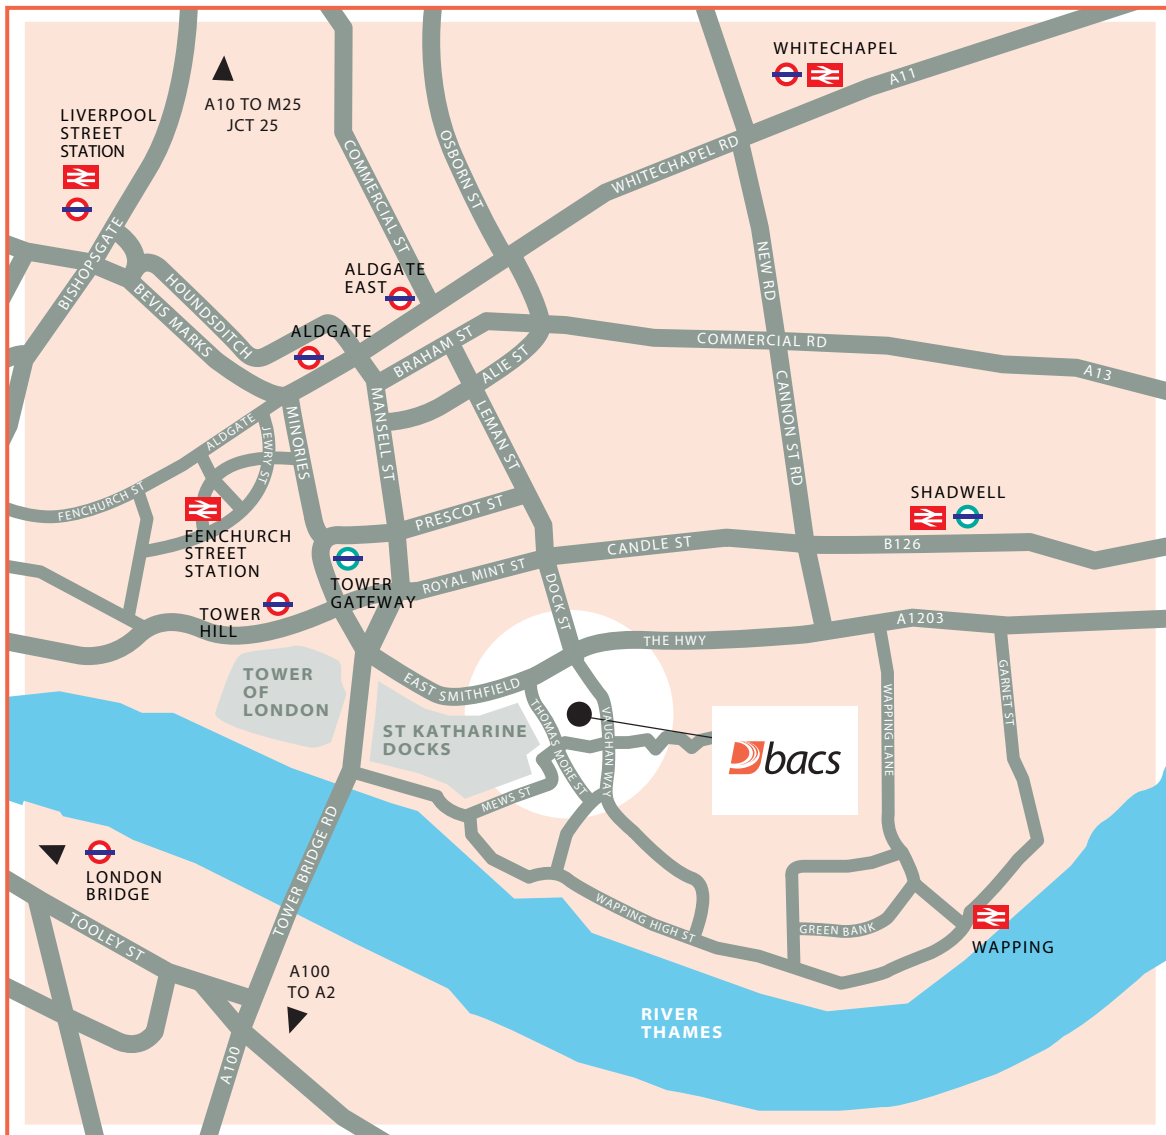 WHITECHAPEL
A11
A10 TO M25
JCT 25
LIVERPOOL
STREET
STATION
COMMERCIAL ST
OSBORN ST
WHITECHAPEL RD
BISHOPSGATE
HOUNDSDITCH
BEVIS MARKS
NEW RD
ALDGATE
EAST
ALDGATE
BRAHAM ST
ALIE ST
COMMERCIAL RD
A13
CANNON ST RD
MANSELL ST
LEMAN ST
MINORIES
ALDGATE
JEWRY ST
FENCHURCH ST
PRESCOT ST
SHADWELL
FENCHURCH
STREET
STATION
CANDLE ST
B126
ROYAL MINT ST
TOWER
GATEWAY
DOCK ST
TOWER
HILL
THE HWY
A1203
EAST SMITHFIELD
TOWER
OF
LONDON
ST KATHARINE
DOCKS
THOMAS MORE ST
VAUGHAN WAY
WAPPING LANE
GARNET ST
bacs
MEWS ST
TOWER BRIDGE RD
LONDON
BRIDGE
WAPPING HIGH ST
GREEN BANK
WAPPING
TOOLEY ST
A100
TO A2
RIVER
THAMES
A100